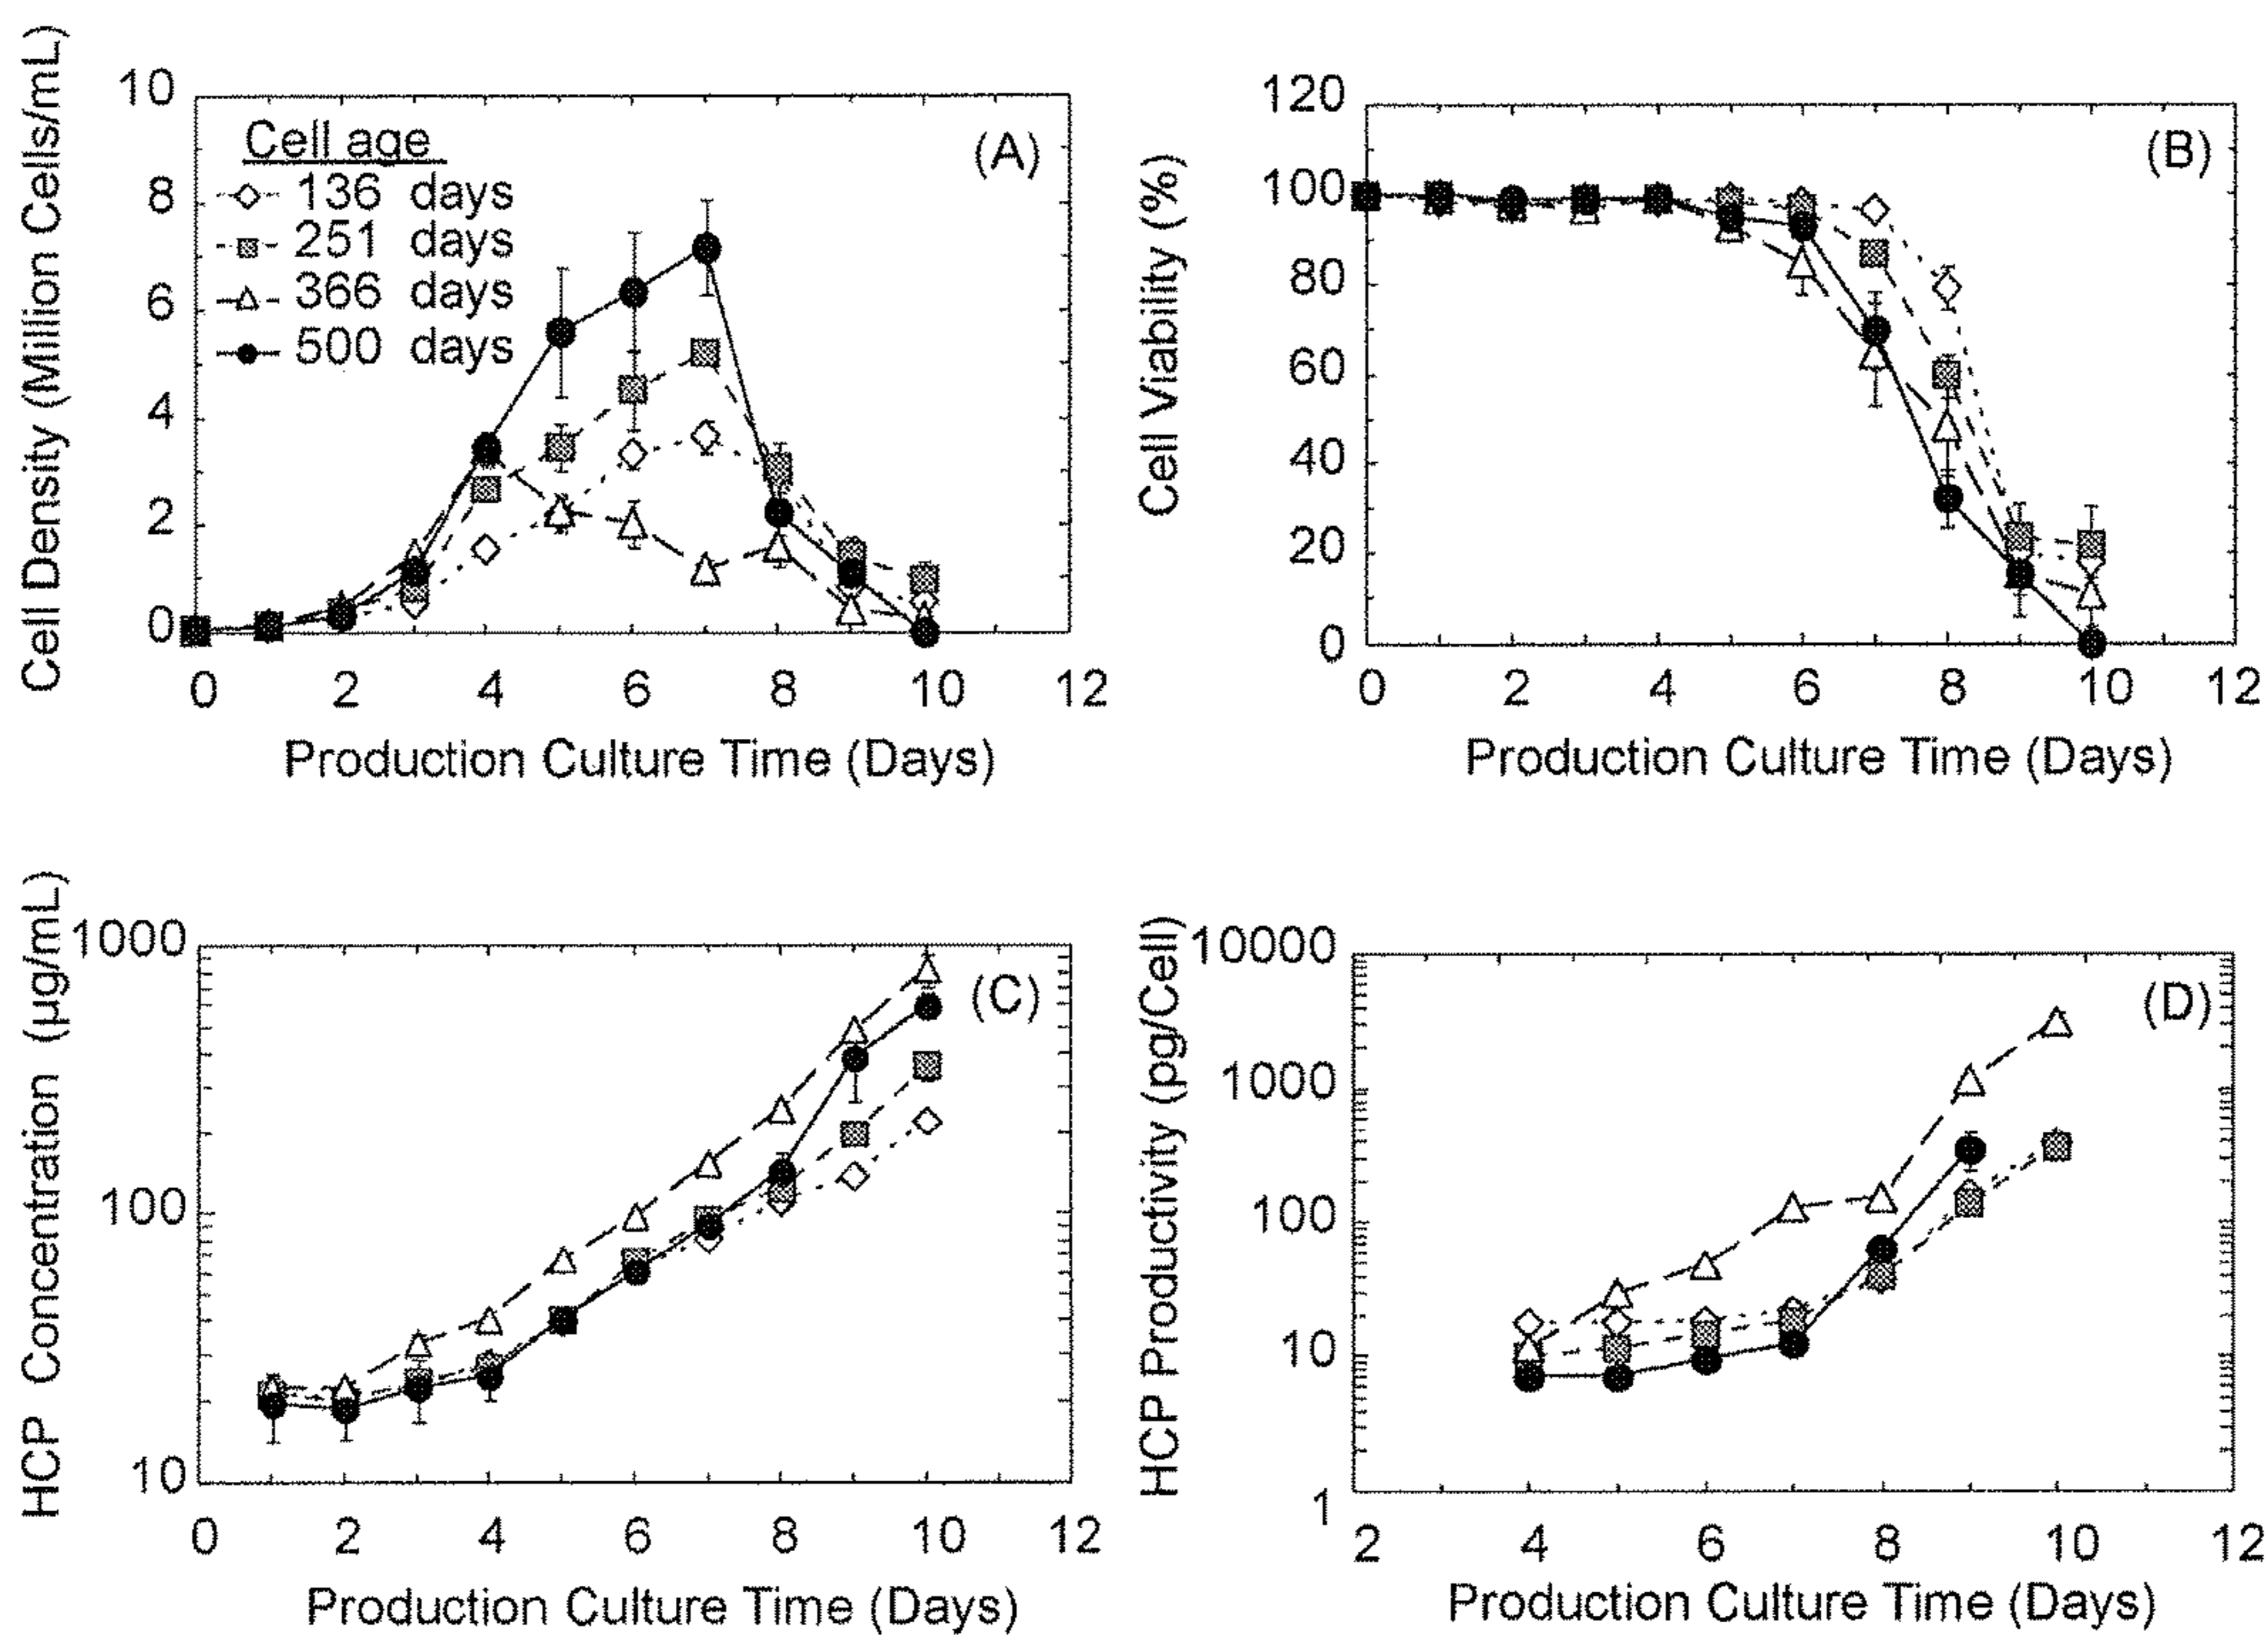 Cell Density (Million Cells/mL)
10
8
6
4
2
0
Cell age
136 days
251 days
366 days
500 days
(A)
0 2 4 6 8 10 12
Production Culture Time (Days)
Cell Viability (%)
120
100
80
60
40
20
0
(B)
0 2 4 6 8 10 12
Production Culture Time (Days)
HCP Concentration (µg/mL)
1000
100
10
(C)
0 2 4 6 8 10 12
Production Culture Time (Days)
HCP Productivity (pg/Cell)
10000
1000
100
10
1
(D)
2 4 6 8 10 12
Production Culture Time (Days)